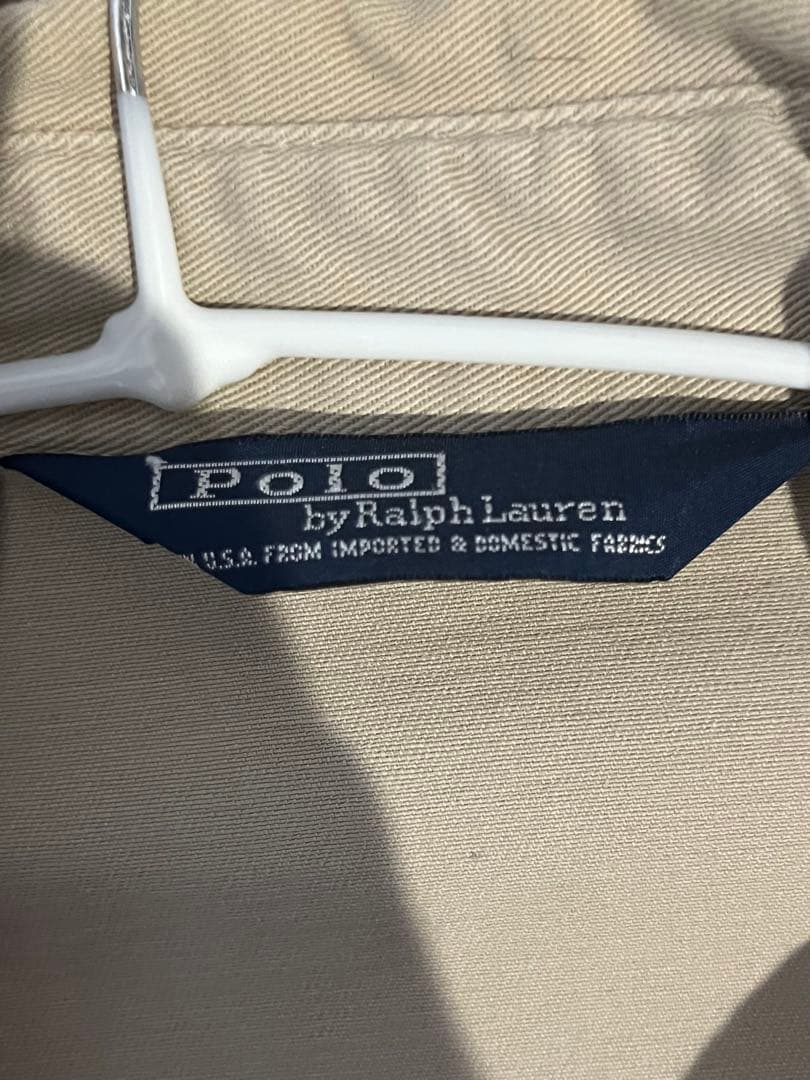 Polo
by Ralph Lauren
U.S.A. FROM IMPORTED & DOMESTIC FABRICS